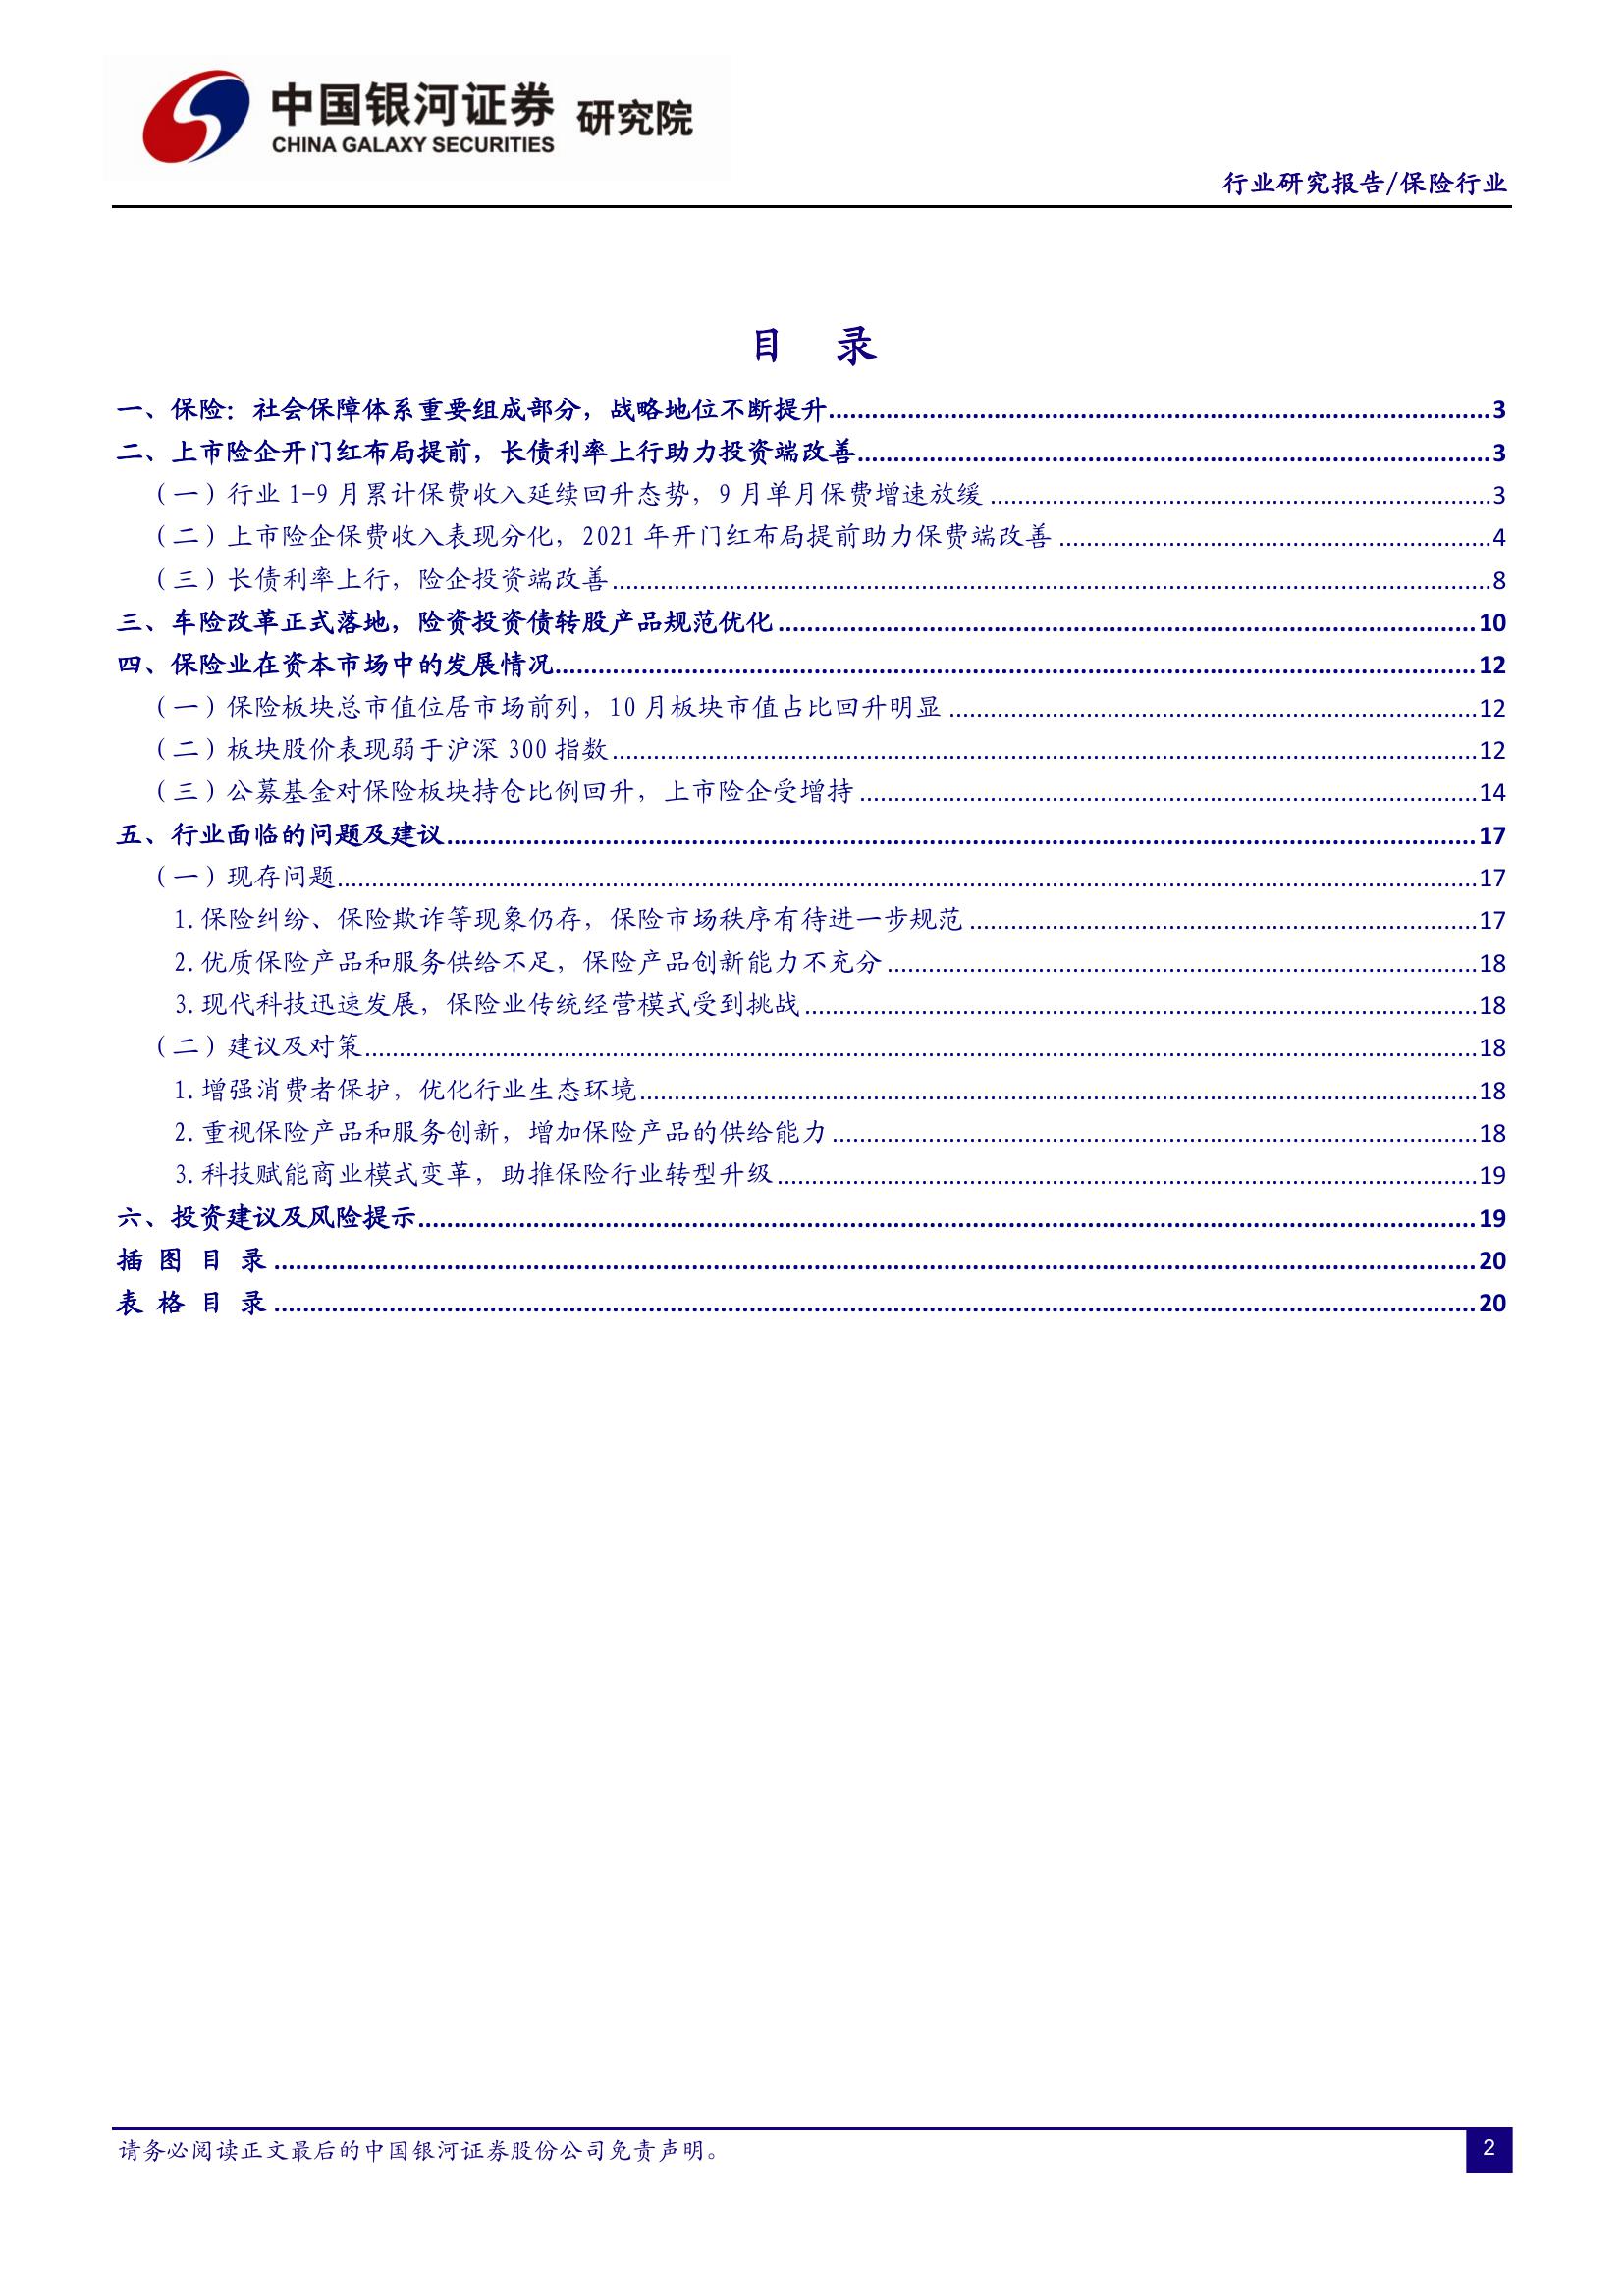 中国银河证券 研究院
CHINA GALAXY SECURITIES
行业研究报告/保险行业
目 录
一、保险：社会保障体系重要组成部分，战略地位不断提升 3
二、上市险企开门红布局提前，长债利率上行助力投资端改善 3
（一）行业 1-9 月累计保费收入延续回升态势，9 月单月保费增速放缓 3
（二）上市险企保费收入表现分化，2021 年开门红布局提前助力保费端改善 4
（三）长债利率上行，险企投资端改善 8
三、车险改革正式落地，险资投资债转股产品规范优化 10
四、保险业在资本市场中的发展情况 12
（一）保险板块总市值位居市场前列，10 月板块市值占比回升明显 12
（二）板块股价表现弱于沪深 300 指数 12
（三）公募基金对保险板块持仓比例回升，上市险企受增持 14
五、行业面临的问题及建议 17
（一）现存问题 17
1.保险纠纷、保险欺诈等现象仍存，保险市场秩序有待进一步规范 17
2.优质保险产品和服务供给不足，保险产品创新能力不充分 18
3.现代科技迅速发展，保险业传统经营模式受到挑战 18
（二）建议及对策 18
1.增强消费者保护，优化行业生态环境 18
2.重视保险产品和服务创新，增加保险产品的供给能力 18
3.科技赋能商业模式变革，助推保险行业转型升级 19
六、投资建议及风险提示 19
插 图 目 录 20
表 格 目 录 20
请务必阅读正文最后的中国银河证券股份公司免责声明。
2